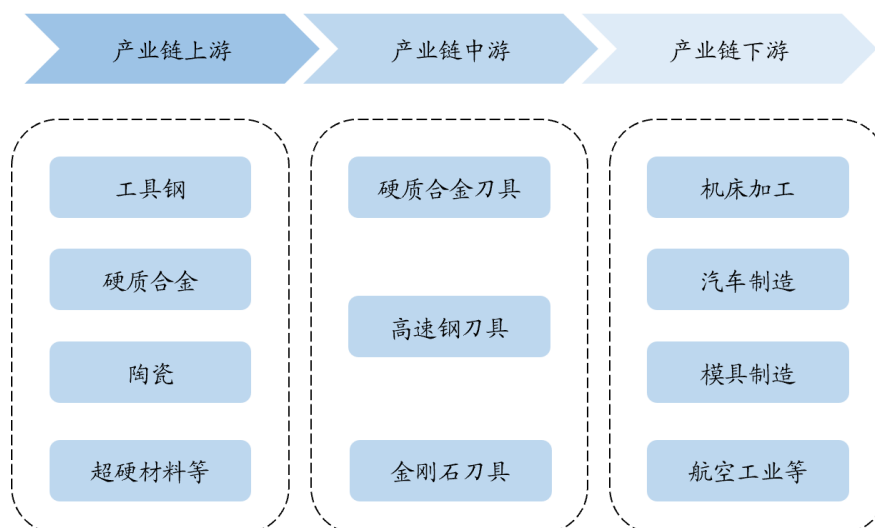 产业链上游
产业链中游
产业链下游
工具钢
硬质合金
陶瓷
超硬材料等
硬质合金刀具
高速钢刀具
金刚石刀具
机床加工
汽车制造
模具制造
航空工业等